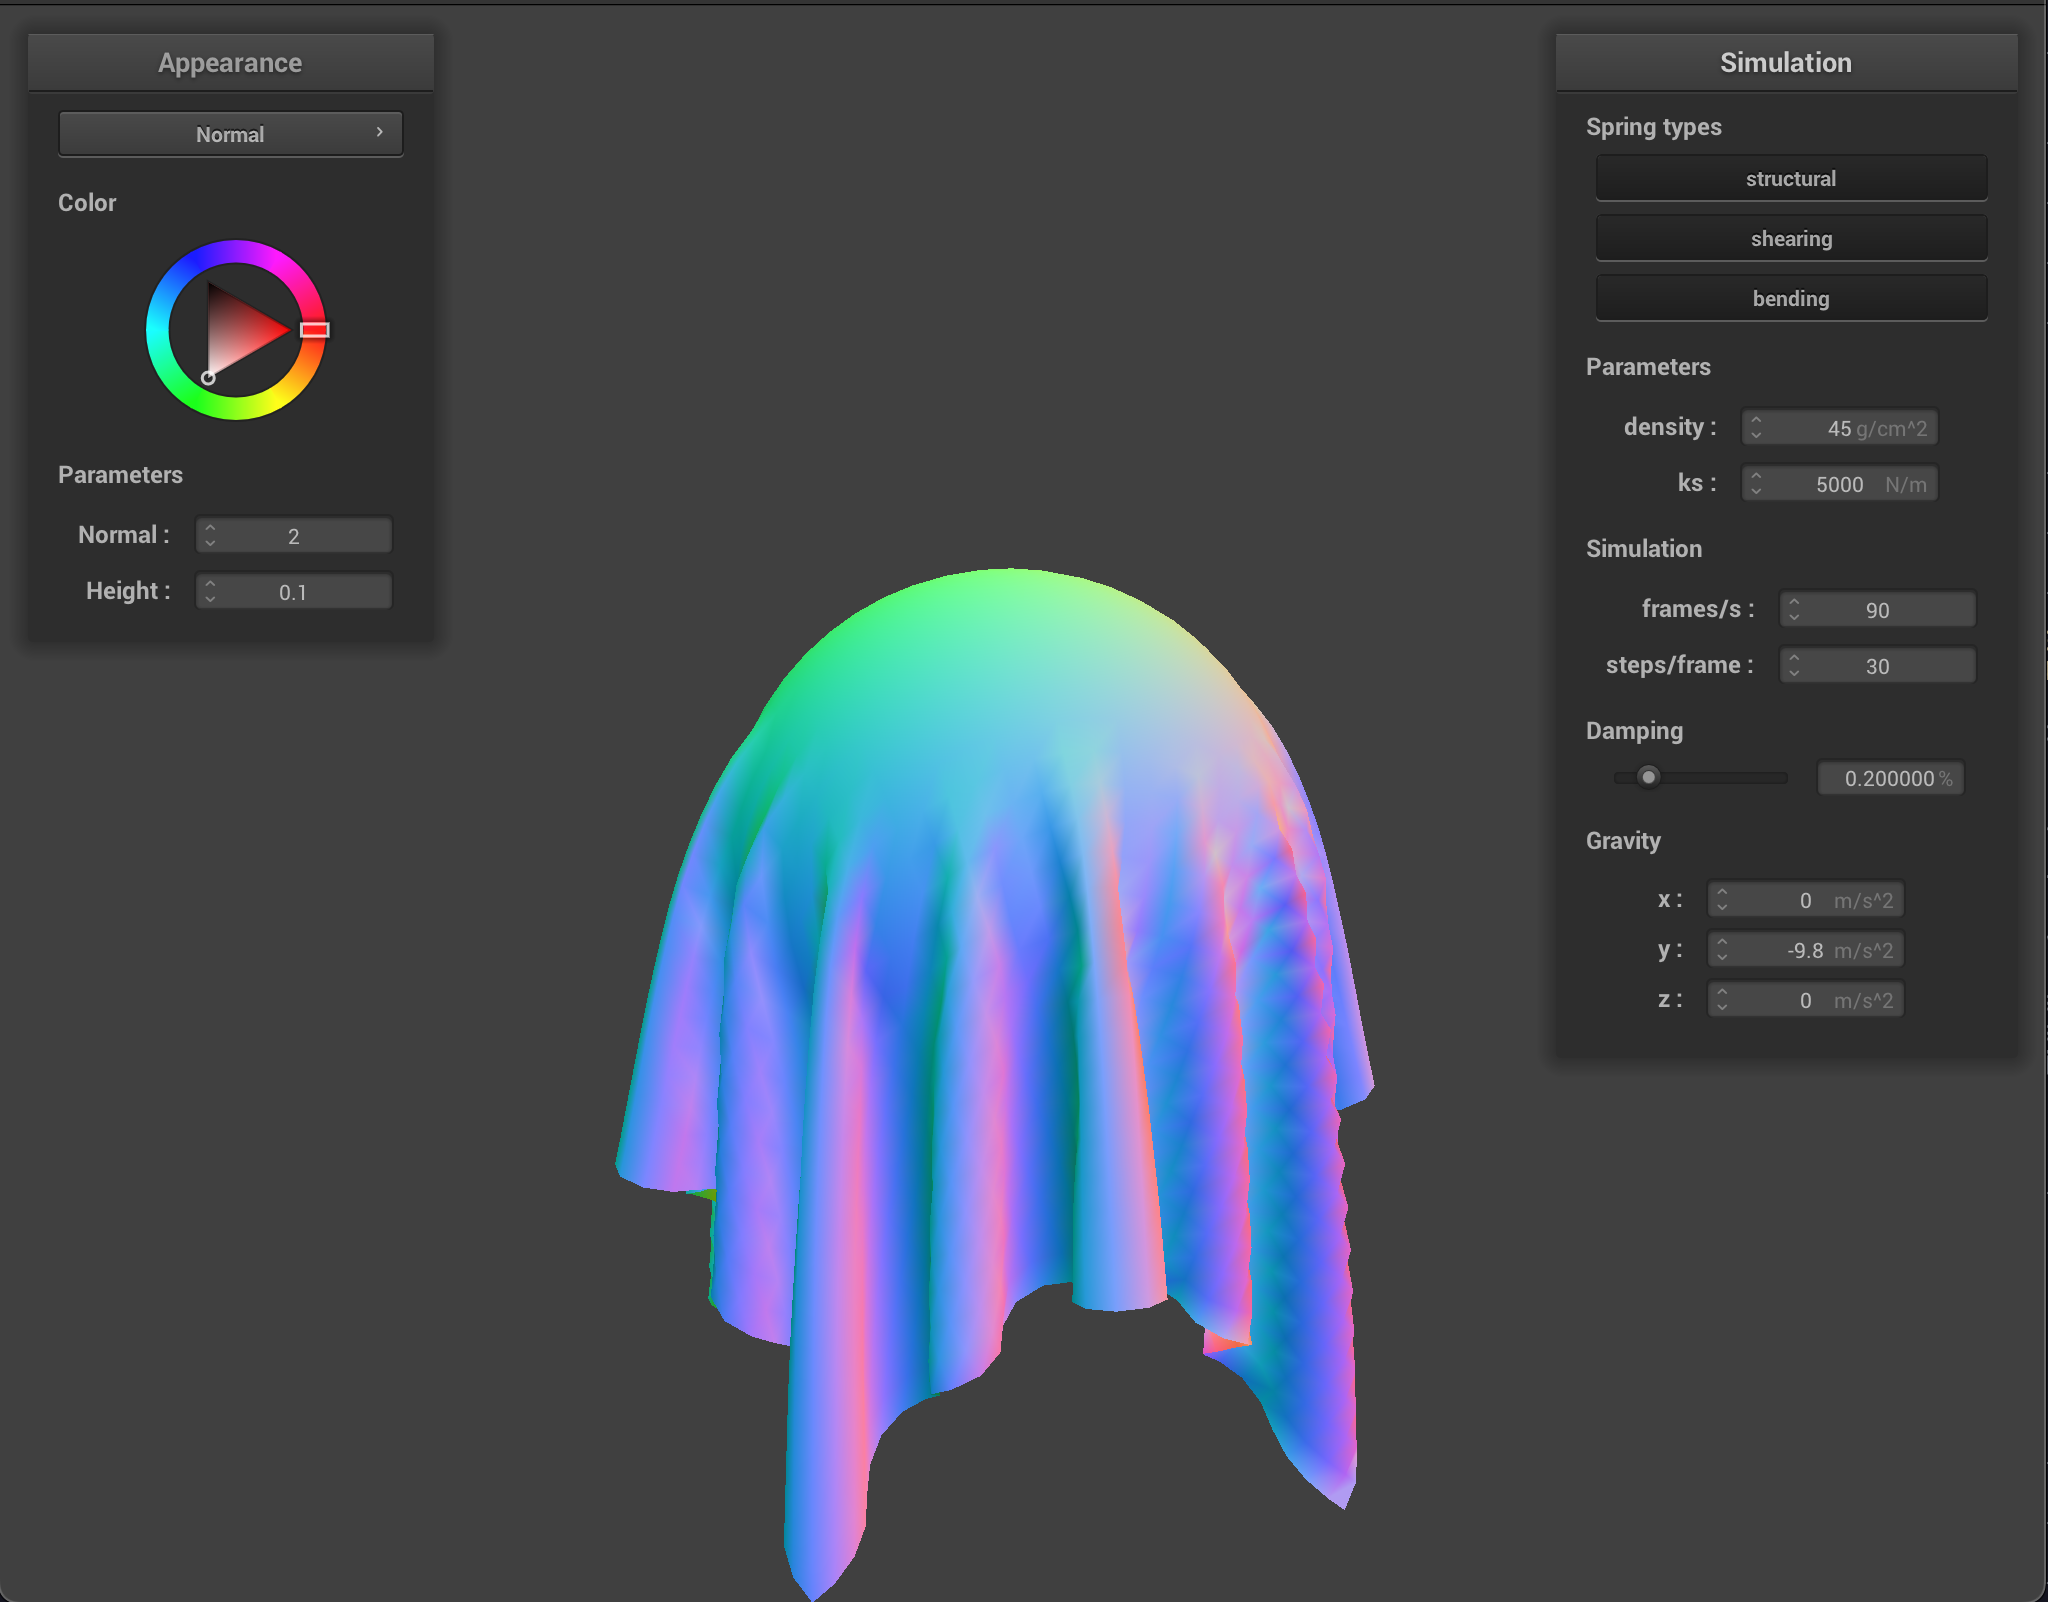 Appearance
Normal
Color
Parameters
Normal : 2
Height : 0.1
Simulation
Spring types
structural
shearing
bending
Parameters
density : 45 g/cm^2
ks : 5000 N/m
Simulation
frames/s : 90
steps/frame : 30
Damping
0.200000 %
Gravity
x : 0 m/s^2
y : -9.8 m/s^2
z : 0 m/s^2